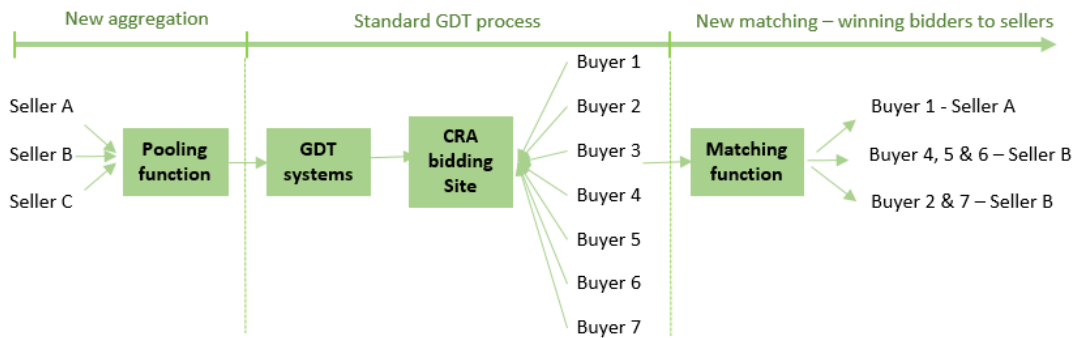 New aggregation
Standard GDT process
New matching – winning bidders to sellers
Seller A
Seller B
Seller C
Pooling
function
GDT
systems
CRA
bidding
Site
Buyer 1
Buyer 2
Buyer 3
Buyer 4
Buyer 5
Buyer 6
Buyer 7
Matching
function
Buyer 1 - Seller A
Buyer 4, 5 & 6 – Seller B
Buyer 2 & 7 – Seller B